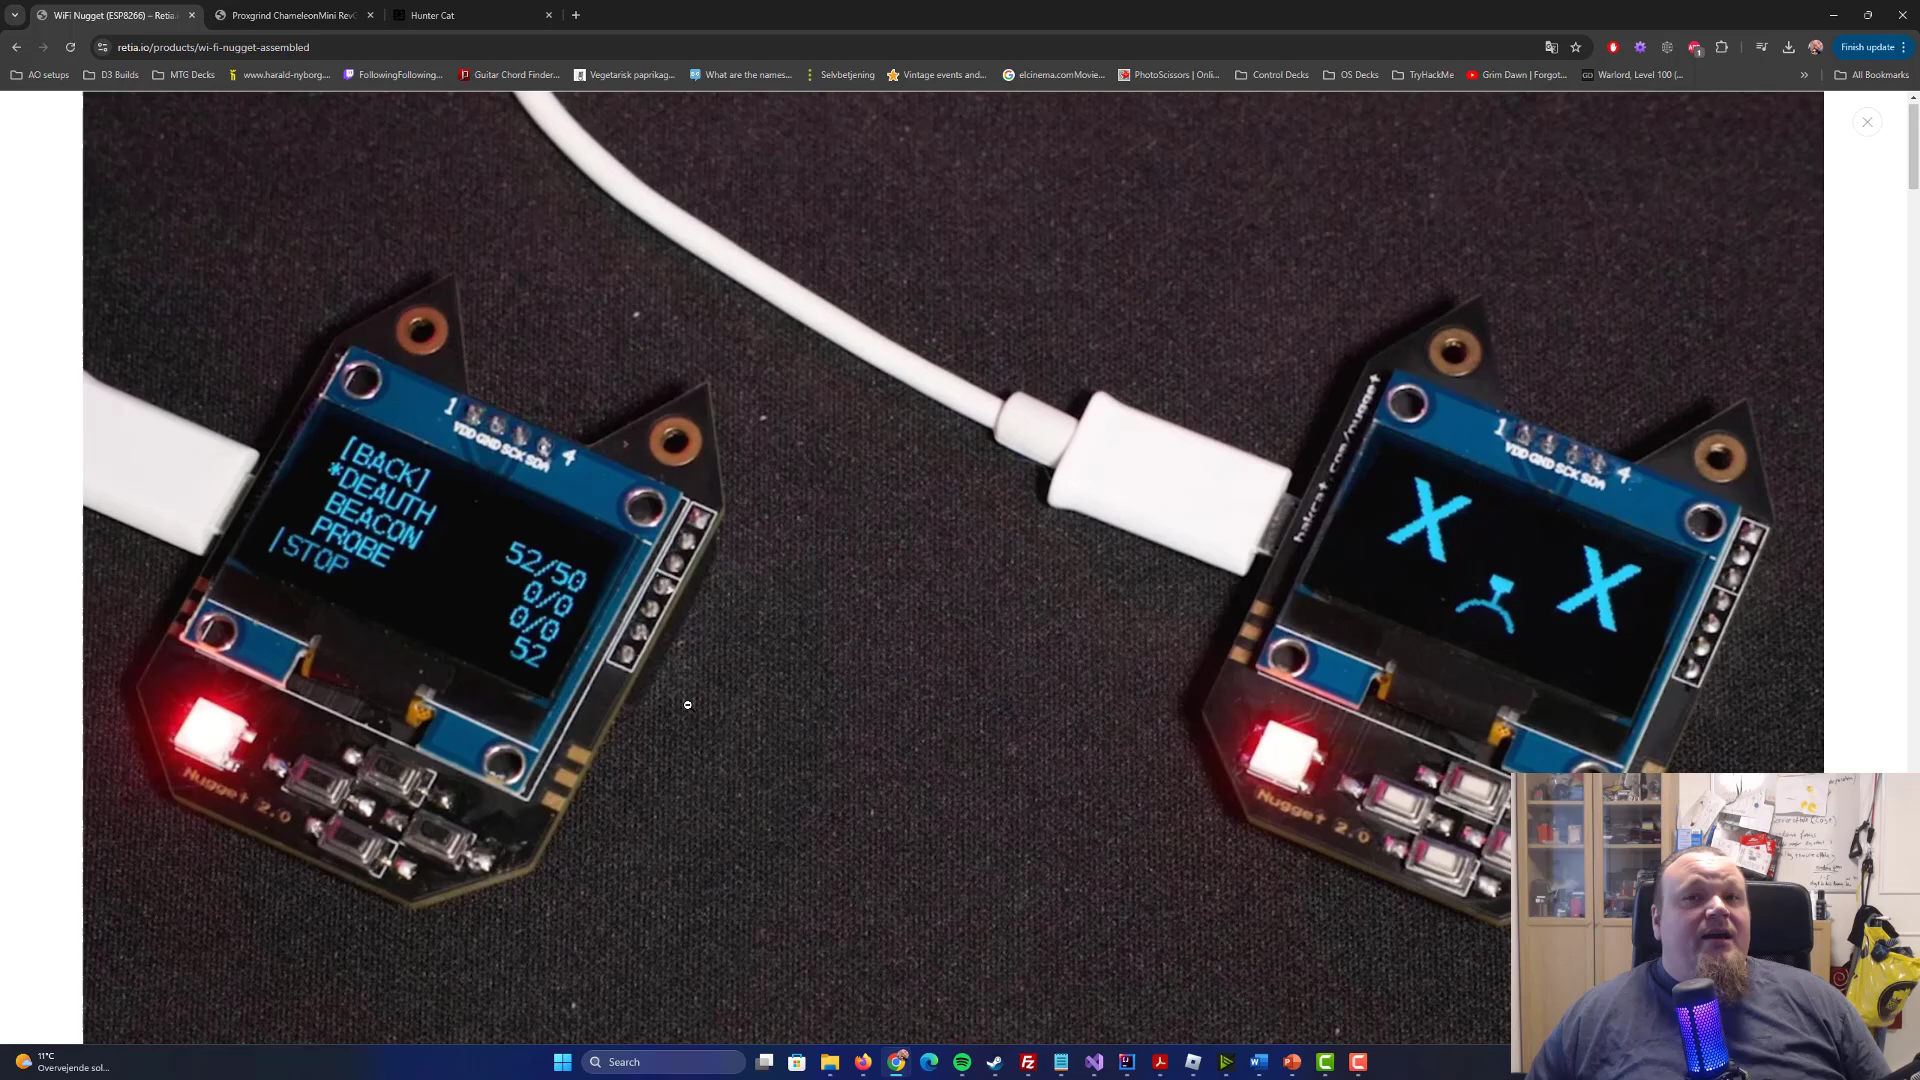 WiFi Nugget (ESP8266) – Retia.
Proxgrind ChameleonMini RevG
Hunter Cat
retia.io/products/wi-fi-nugget-assembled
Finish update
AO setups
D3 Builds
MTG Decks
www.harald-nyborg....
FollowingFollowing...
Guitar Chord Finder...
Vegetarisk paprikag...
What are the names...
Selvbetjening
Vintage events and...
elcinema.comMovie...
PhotoScissors | Onli...
Control Decks
OS Decks
TryHackMe
Grim Dawn | Forgot...
Warlord, Level 100 (...
All Bookmarks
1
4
VDD GND SCK SDA
[BACK]
*DEAUTH 52/50
BEACON 0/0
PROBE 0/0
|STOP 52
Nugget 2.0
hakcat.com/nugget
1
4
VDD GND SCK SDA
X X
Nugget 2.0
11°C
Overvejende sol...
Search